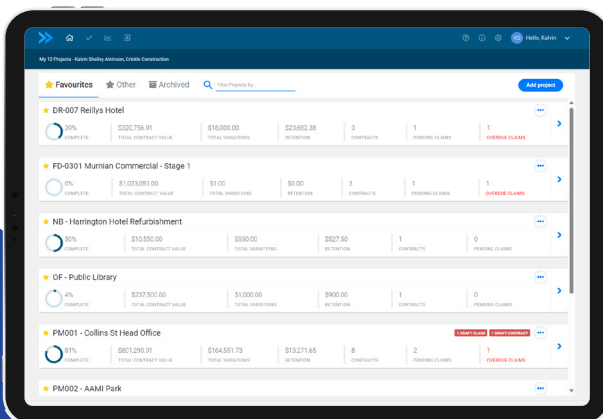 Hello, Kalvin
My 12 Projects - Kalvin Shelley-Atkinson, Crickle Construction
Favourites Other Archived Filter Projects By... Add project
DR-007 Reillys Hotel
39% $320,756.91 $15,000.00 $23,662.38 3 1 1
COMPLETE TOTAL CONTRACT VALUE TOTAL VARIATIONS RETENTION CONTRACTS PENDING CLAIMS OVERDUE CLAIMS
FD-0301 Murnian Commercial - Stage 1
0% $1,023,051.00 $1.00 $0.00 2 1 1
COMPLETE TOTAL CONTRACT VALUE TOTAL VARIATIONS RETENTION CONTRACTS PENDING CLAIMS OVERDUE CLAIMS
NB - Harrington Hotel Refurbishment
50% $10,550.00 $550.00 $527.50 1 0
COMPLETE TOTAL CONTRACT VALUE TOTAL VARIATIONS RETENTION CONTRACTS PENDING CLAIMS
OF - Public Library
4% $237,500.00 $1,000.00 $900.00 1 0
COMPLETE TOTAL CONTRACT VALUE TOTAL VARIATIONS RETENTION CONTRACTS PENDING CLAIMS
PM001 - Collins St Head Office 1 DRAFT CLAIM 1 DRAFT CONTRACT
81% $801,290.91 $164,551.73 $13,271.65 8 2 1
COMPLETE TOTAL CONTRACT VALUE TOTAL VARIATIONS RETENTION CONTRACTS PENDING CLAIMS OVERDUE CLAIMS
PM002 - AAMI Park